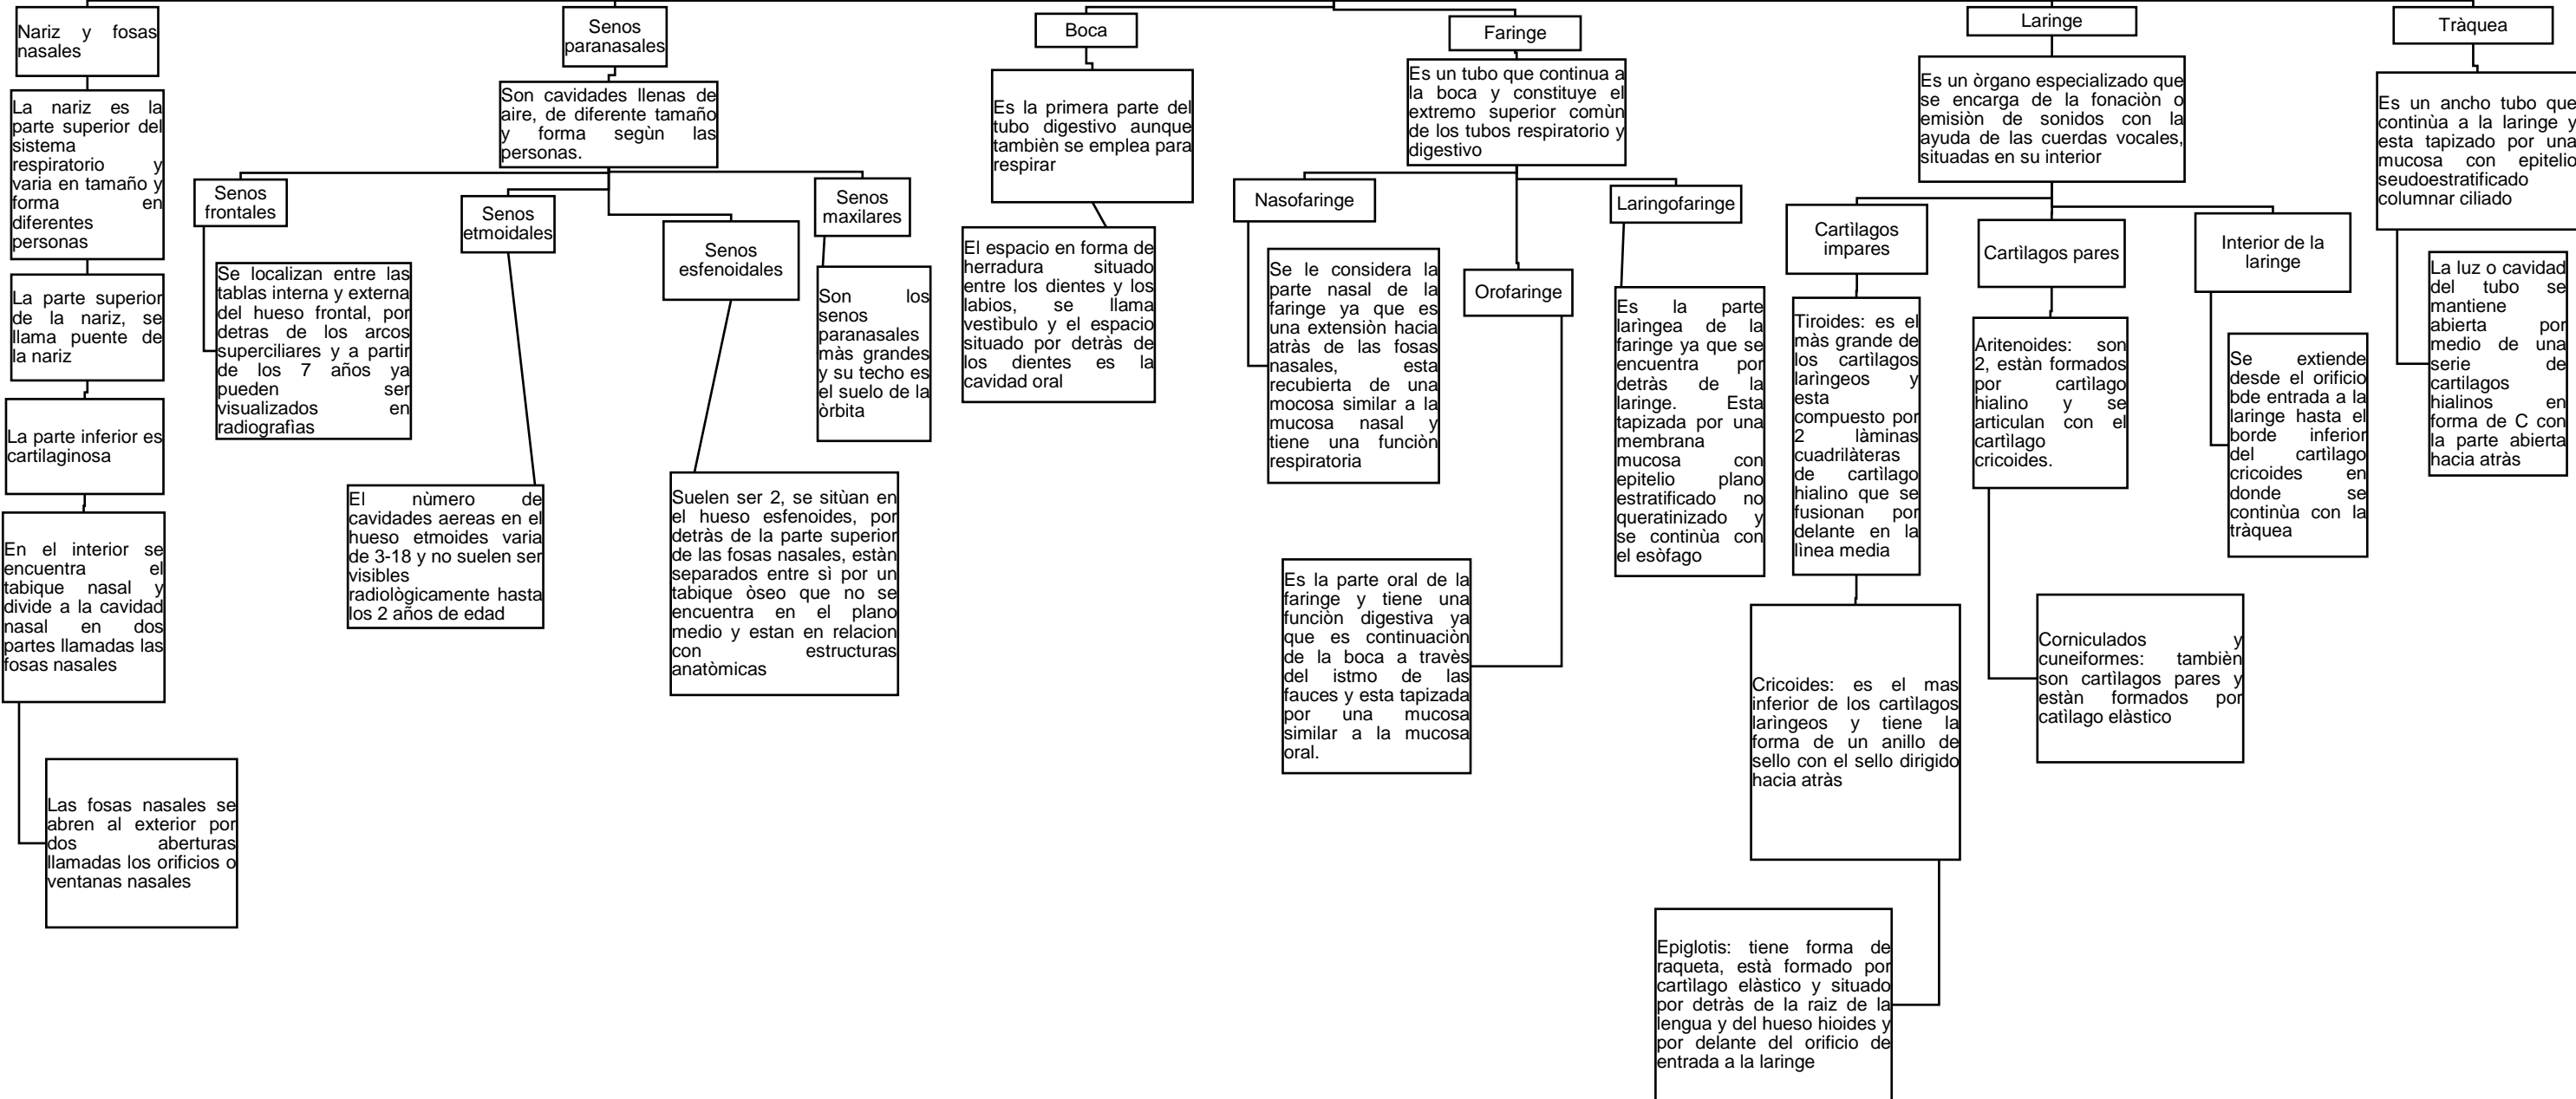 Nariz y fosas
nasales
La nariz es la
parte superior del
sistema
respiratorio y
varia en tamaño y
forma en
diferentes
personas
La parte superior
de la nariz, se
llama puente de
la nariz
La parte inferior es
cartilaginosa
En el interior se
encuentra el
tabique nasal y
divide a la cavidad
nasal en dos
partes llamadas las
fosas nasales
Las fosas nasales se
abren al exterior por
dos aberturas
llamadas los orificios o
ventanas nasales
Senos
paranasales
Son cavidades llenas de
aire, de diferente tamaño
y forma segùn las
personas.
Senos
frontales
Se localizan entre las
tablas interna y externa
del hueso frontal, por
detras de los arcos
superciliares y a partir
de los 7 años ya
pueden ser
visualizados en
radiografìas
Senos
etmoidales
El nùmero de
cavidades aereas en el
hueso etmoides varia
de 3-18 y no suelen ser
visibles
radiològicamente hasta
los 2 años de edad
Senos
esfenoidales
Suelen ser 2, se sitùan en
el hueso esfenoides, por
detràs de la parte superior
de las fosas nasales, estàn
separados entre sì por un
tabique òseo que no se
encuentra en el plano
medio y estan en relacion
con estructuras
anatòmicas
Senos
maxilares
Son los
senos
paranasales
màs grandes
y su techo es
el suelo de la
òrbita
Boca
Es la primera parte del
tubo digestivo aunque
tambièn se emplea para
respirar
El espacio en forma de
herradura situado
entre los dientes y los
labios, se llama
vestìbulo y el espacio
situado por detràs de
los dientes es la
cavidad oral
Faringe
Es un tubo que continua a
la boca y constituye el
extremo superior comùn
de los tubos respiratorio y
digestivo
Nasofaringe
Se le considera la
parte nasal de la
faringe ya que es
una extensiòn hacia
atràs de las fosas
nasales, esta
recubierta de una
mocosa similar a la
mucosa nasal y
tiene una funciòn
respiratoria
Orofaringe
Es la parte oral de la
faringe y tiene una
funciòn digestiva ya
que es continuaciòn
de la boca a travès
del istmo de las
fauces y esta tapizada
por una mucosa
similar a la mucosa
oral.
Laringofaringe
Es la parte
larìngea de la
faringe ya que se
encuentra por
detràs de la
laringe. Esta
tapizada por una
membrana
mucosa con
epitelio plano
estratificado no
queratinizado y
se continùa con
el esòfago
Laringe
Es un òrgano especializado que
se encarga de la fonaciòn o
emisiòn de sonidos con la
ayuda de las cuerdas vocales,
situadas en su interior
Cartìlagos
impares
Tiroides: es el
màs grande de
los cartìlagos
larìngeos y
esta
compuesto por
2 làminas
cuadrilàteras
de cartìlago
hialino que se
fusionan por
delante en la
lìnea media
Cricoides: es el mas
inferior de los cartìlagos
larìngeos y tiene la
forma de un anillo de
sello con el sello dirigido
hacia atràs
Epiglotis: tiene forma de
raqueta, està formado por
cartìlago elàstico y situado
por detràs de la raiz de la
lengua y del hueso hioides y
por delante del orificio de
entrada a la laringe
Cartìlagos pares
Aritenoides: son
2, estàn formados
por cartìlago
hialino y se
articulan con el
cartìlago
cricoides.
Corniculados y
cuneiformes: tambièn
son cartìlagos pares y
estàn formados por
catìlago elàstico
Interior de la
laringe
Se extiende
desde el orificio
bde entrada a la
laringe hasta el
borde inferior
del cartìlago
cricoides en
donde se
continùa con la
tràquea
Tràquea
Es un ancho tubo que
continùa a la laringe y
esta tapizado por una
mucosa con epitelio
seudoestratificado
columnar ciliado
La luz o cavidad
del tubo se
mantiene
abierta por
medio de una
serie de
cartilagos
hialinos en
forma de C con
la parte abierta
hacia atràs